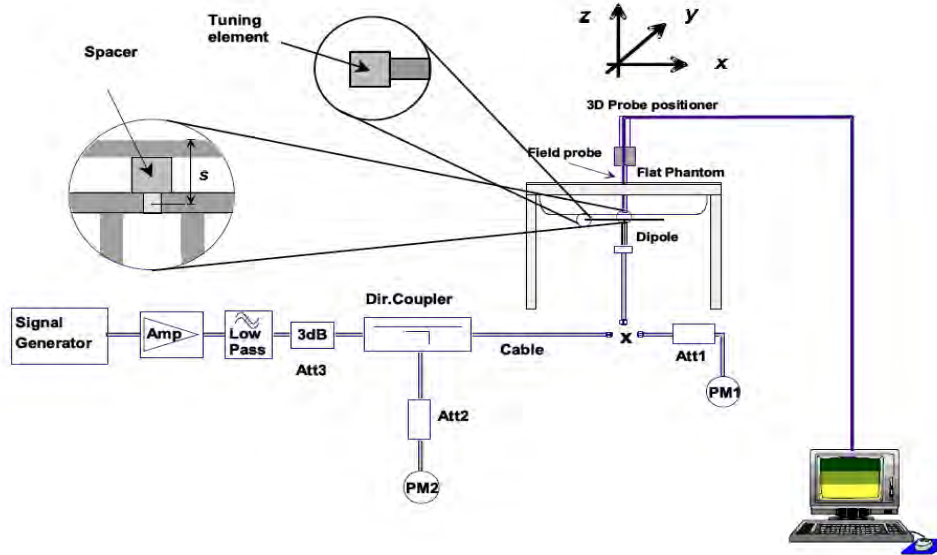 z
y
x
Tuning
element
Spacer
3D Probe positioner
Field probe
Flat Phantom
s
Dipole
Dir.Coupler
Signal
Generator
Amp
Low
Pass
3dB
Att3
Cable
x
Att1
PM1
Att2
PM2